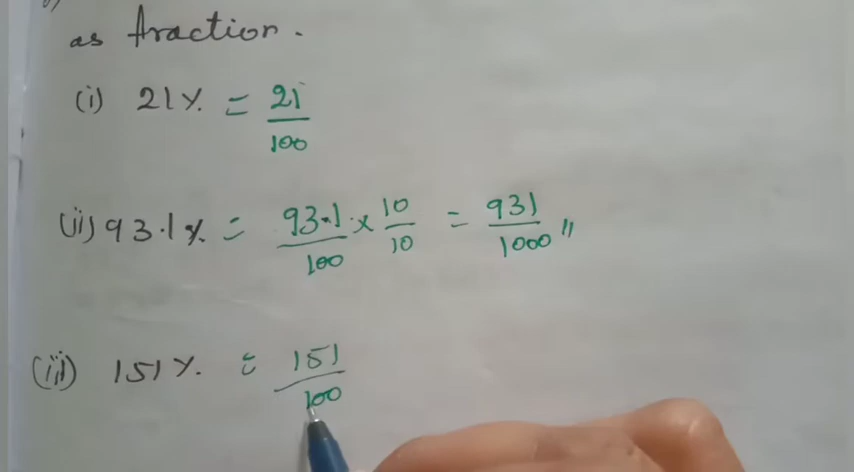 as fraction.
(i) 21% = 21/100
(ii) 93.1% = 93.1/100 × 10/10 = 931/1000 //
(iii) 151% = 151/100